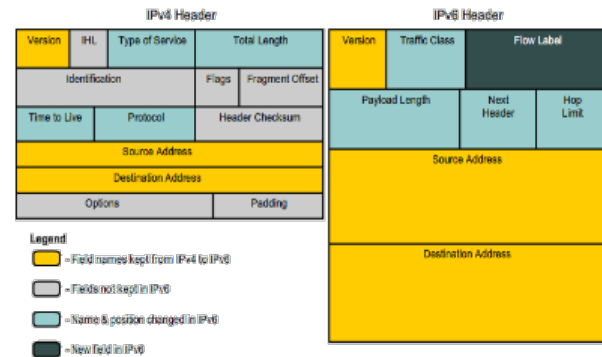 IPv4 Header
Version IHL Type of Service Total Length
Identification Flags Fragment Offset
Time to Live Protocol Header Checksum
Source Address
Destination Address
Options Padding
IPv6 Header
Version Traffic Class Flow Label
Payload Length Next Header Hop Limit
Source Address
Destination Address
Legend
- Field names kept from IPv4 to IPv6
- Fields not kept in IPv6
- Name & position changed in IPv6
- New field in IPv6